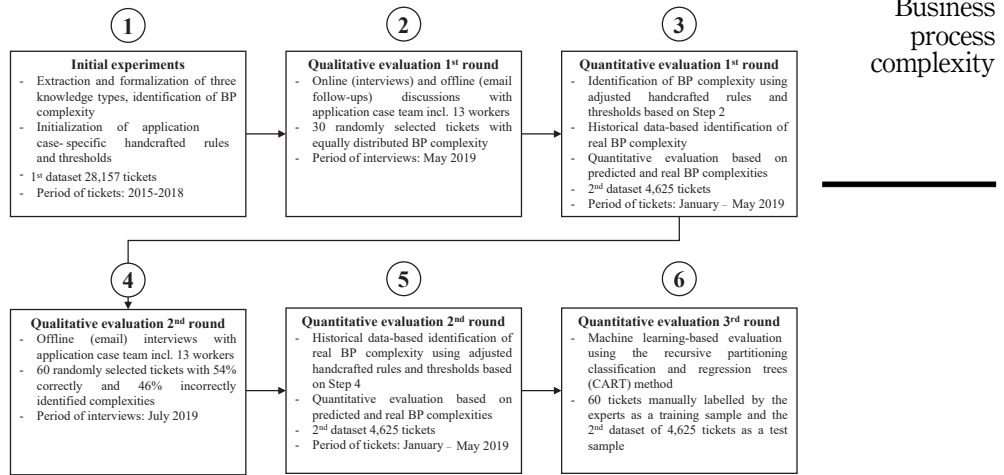 Business
process
complexity
1
Initial experiments
- Extraction and formalization of three
knowledge types, identification of BP
complexity
- Initialization of application
case- specific handcrafted rules
and thresholds
- 1st dataset 28,157 tickets
- Period of tickets: 2015-2018
2
Qualitative evaluation 1st round
- Online (interviews) and offline (email
follow-ups) discussions with
application case team incl. 13 workers
- 30 randomly selected tickets with
equally distributed BP complexity
- Period of interviews: May 2019
3
Quantitative evaluation 1st round
- Identification of BP complexity using
adjusted handcrafted rules and
thresholds based on Step 2
- Historical data-based identification of
real BP complexity
- Quantitative evaluation based on
predicted and real BP complexities
- 2nd dataset 4,625 tickets
- Period of tickets: January – May 2019
4
Qualitative evaluation 2nd round
- Offline (email) interviews with
application case team incl. 13 workers
- 60 randomly selected tickets with 54%
correctly and 46% incorrectly
identified complexities
- Period of interviews: July 2019
5
Quantitative evaluation 2nd round
- Historical data-based identification of
real BP complexity using adjusted
handcrafted rules and thresholds based
on Step 4
- Quantitative evaluation based on
predicted and real BP complexities
- 2nd dataset 4,625 tickets
- Period of tickets: January – May 2019
6
Quantitative evaluation 3rd round
- Machine learning-based evaluation
using the recursive partitioning
classification and regression trees
(CART) method
- 60 tickets manually labelled by the
experts as a training sample and the
2nd dataset of 4,625 tickets as a test
sample